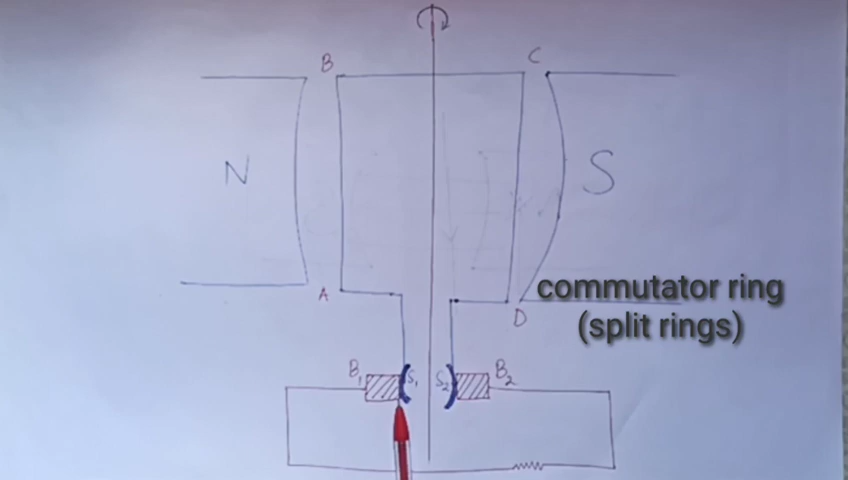 B
C
N
S
A
D
commutator ring
(split rings)
B₁
S₁
S₂
B₂